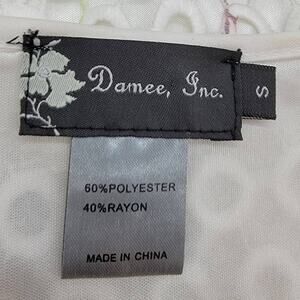 Damee, Inc.
S
60%POLYESTER
40%RAYON
MADE IN CHINA